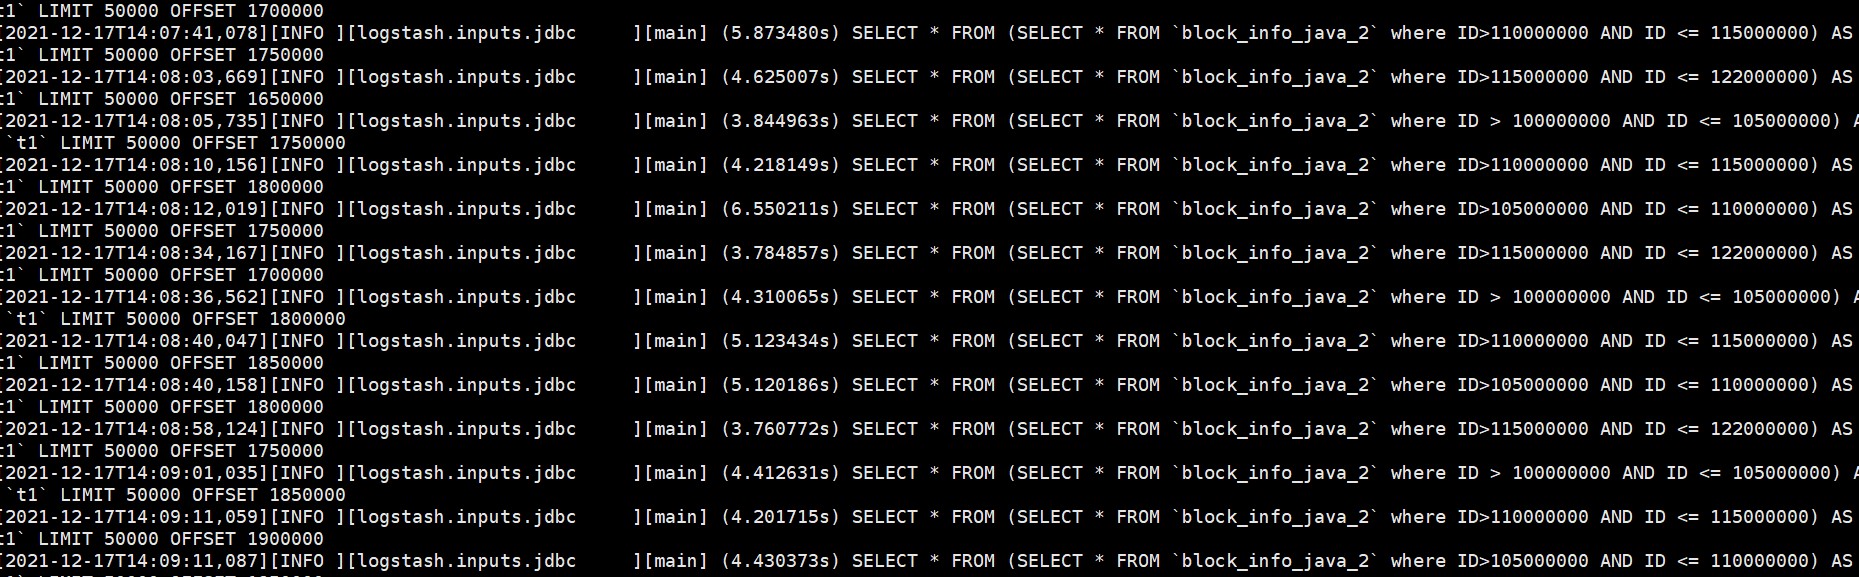 t1` LIMIT 50000 OFFSET 1700000
[2021-12-17T14:07:41,078][INFO ][logstash.inputs.jdbc     ][main] (5.873480s) SELECT * FROM (SELECT * FROM `block_info_java_2` where ID>110000000 AND ID <= 115000000) AS
t1` LIMIT 50000 OFFSET 1750000
[2021-12-17T14:08:03,669][INFO ][logstash.inputs.jdbc     ][main] (4.625007s) SELECT * FROM (SELECT * FROM `block_info_java_2` where ID>115000000 AND ID <= 122000000) AS
t1` LIMIT 50000 OFFSET 1650000
[2021-12-17T14:08:05,735][INFO ][logstash.inputs.jdbc     ][main] (3.844963s) SELECT * FROM (SELECT * FROM `block_info_java_2` where ID > 100000000 AND ID <= 105000000) A
`t1` LIMIT 50000 OFFSET 1750000
[2021-12-17T14:08:10,156][INFO ][logstash.inputs.jdbc     ][main] (4.218149s) SELECT * FROM (SELECT * FROM `block_info_java_2` where ID>110000000 AND ID <= 115000000) AS
t1` LIMIT 50000 OFFSET 1800000
[2021-12-17T14:08:12,019][INFO ][logstash.inputs.jdbc     ][main] (6.550211s) SELECT * FROM (SELECT * FROM `block_info_java_2` where ID>105000000 AND ID <= 110000000) AS
t1` LIMIT 50000 OFFSET 1750000
[2021-12-17T14:08:34,167][INFO ][logstash.inputs.jdbc     ][main] (3.784857s) SELECT * FROM (SELECT * FROM `block_info_java_2` where ID>115000000 AND ID <= 122000000) AS
t1` LIMIT 50000 OFFSET 1700000
[2021-12-17T14:08:36,562][INFO ][logstash.inputs.jdbc     ][main] (4.310065s) SELECT * FROM (SELECT * FROM `block_info_java_2` where ID > 100000000 AND ID <= 105000000) A
`t1` LIMIT 50000 OFFSET 1800000
[2021-12-17T14:08:40,047][INFO ][logstash.inputs.jdbc     ][main] (5.123434s) SELECT * FROM (SELECT * FROM `block_info_java_2` where ID>110000000 AND ID <= 115000000) AS
t1` LIMIT 50000 OFFSET 1850000
[2021-12-17T14:08:40,158][INFO ][logstash.inputs.jdbc     ][main] (5.120186s) SELECT * FROM (SELECT * FROM `block_info_java_2` where ID>105000000 AND ID <= 110000000) AS
t1` LIMIT 50000 OFFSET 1800000
[2021-12-17T14:08:58,124][INFO ][logstash.inputs.jdbc     ][main] (3.760772s) SELECT * FROM (SELECT * FROM `block_info_java_2` where ID>115000000 AND ID <= 122000000) AS
t1` LIMIT 50000 OFFSET 1750000
[2021-12-17T14:09:01,035][INFO ][logstash.inputs.jdbc     ][main] (4.412631s) SELECT * FROM (SELECT * FROM `block_info_java_2` where ID > 100000000 AND ID <= 105000000) A
`t1` LIMIT 50000 OFFSET 1850000
[2021-12-17T14:09:11,059][INFO ][logstash.inputs.jdbc     ][main] (4.201715s) SELECT * FROM (SELECT * FROM `block_info_java_2` where ID>110000000 AND ID <= 115000000) AS
t1` LIMIT 50000 OFFSET 1900000
[2021-12-17T14:09:11,087][INFO ][logstash.inputs.jdbc     ][main] (4.430373s) SELECT * FROM (SELECT * FROM `block_info_java_2` where ID>105000000 AND ID <= 110000000) AS